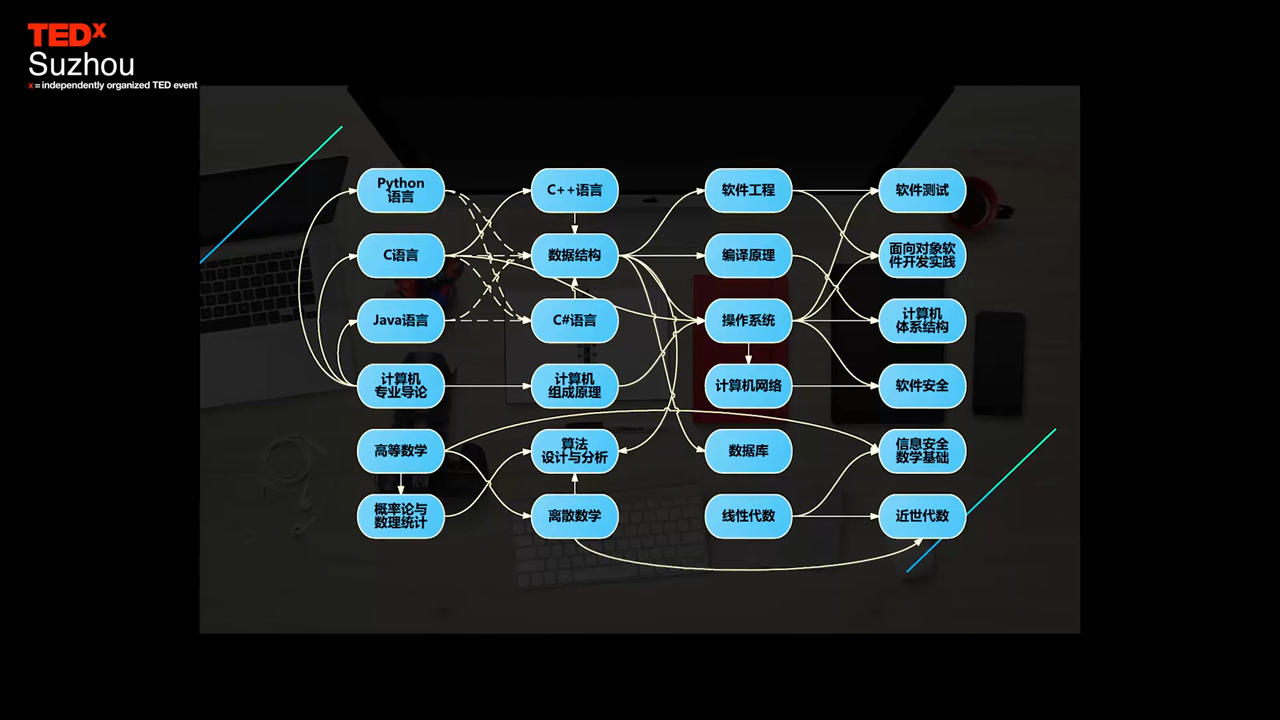 TEDx
Suzhou
x = independently organized TED event
Python
语言
C++语言
软件工程
软件测试
C语言
数据结构
编译原理
面向对象软
件开发实践
Java语言
C#语言
操作系统
计算机
体系结构
计算机
专业导论
计算机
组成原理
计算机网络
软件安全
高等数学
算法
设计与分析
数据库
信息安全
数学基础
概率论与
数理统计
离散数学
线性代数
近世代数